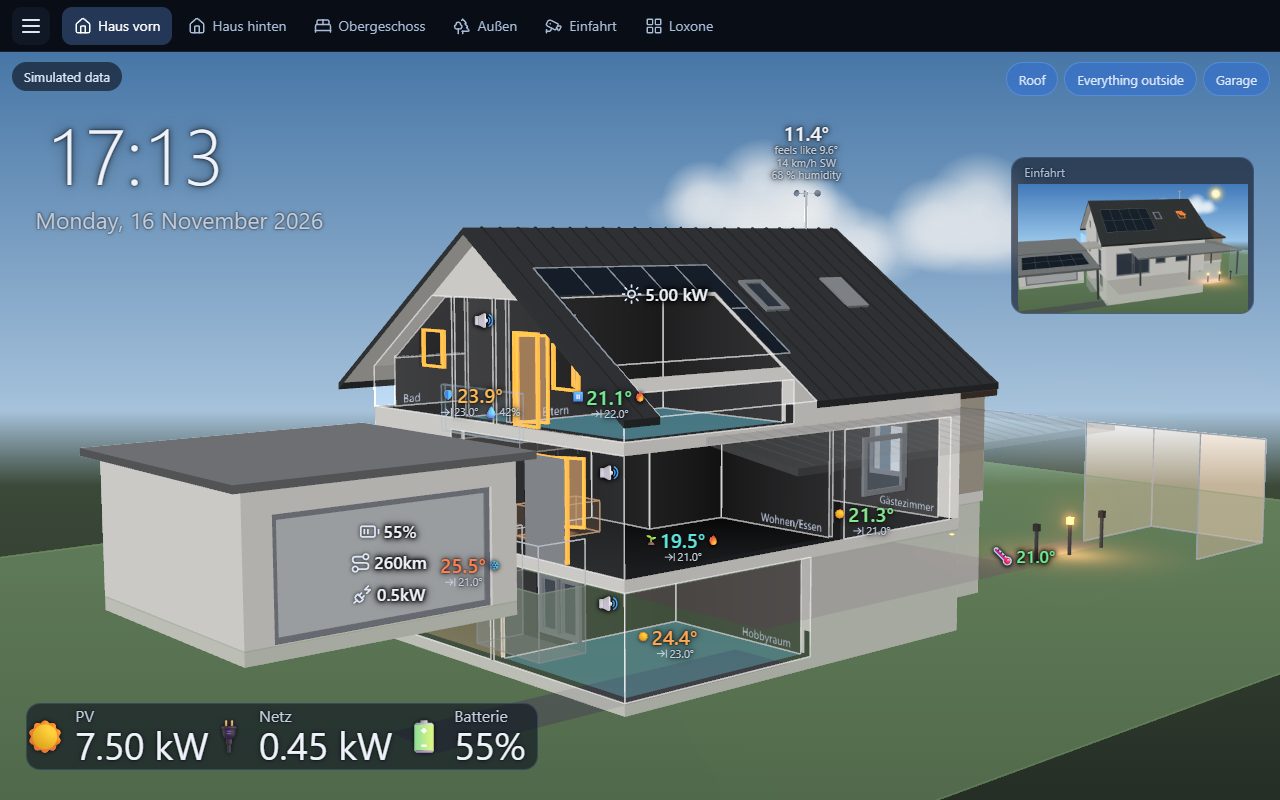 Haus vorn
Haus hinten
Obergeschoss
Außen
Einfahrt
Loxone
Simulated data
Roof
Everything outside
Garage
17:13
Monday, 16 November 2026
11.4°
feels like 9.6°
14 km/h SW
68 % humidity
Einfahrt
5.00 kW
Bad
23.9°
23.0°
42%
21.1°
22.0°
Gästezimmer
21.3°
21.0°
Wohnen/Essen
19.5°
21.0°
21.0°
55%
260km
0.5kW
25.5°
21.0°
24.4°
23.0°
Hobbyraum
PV
7.50 kW
Netz
0.45 kW
Batterie
55%